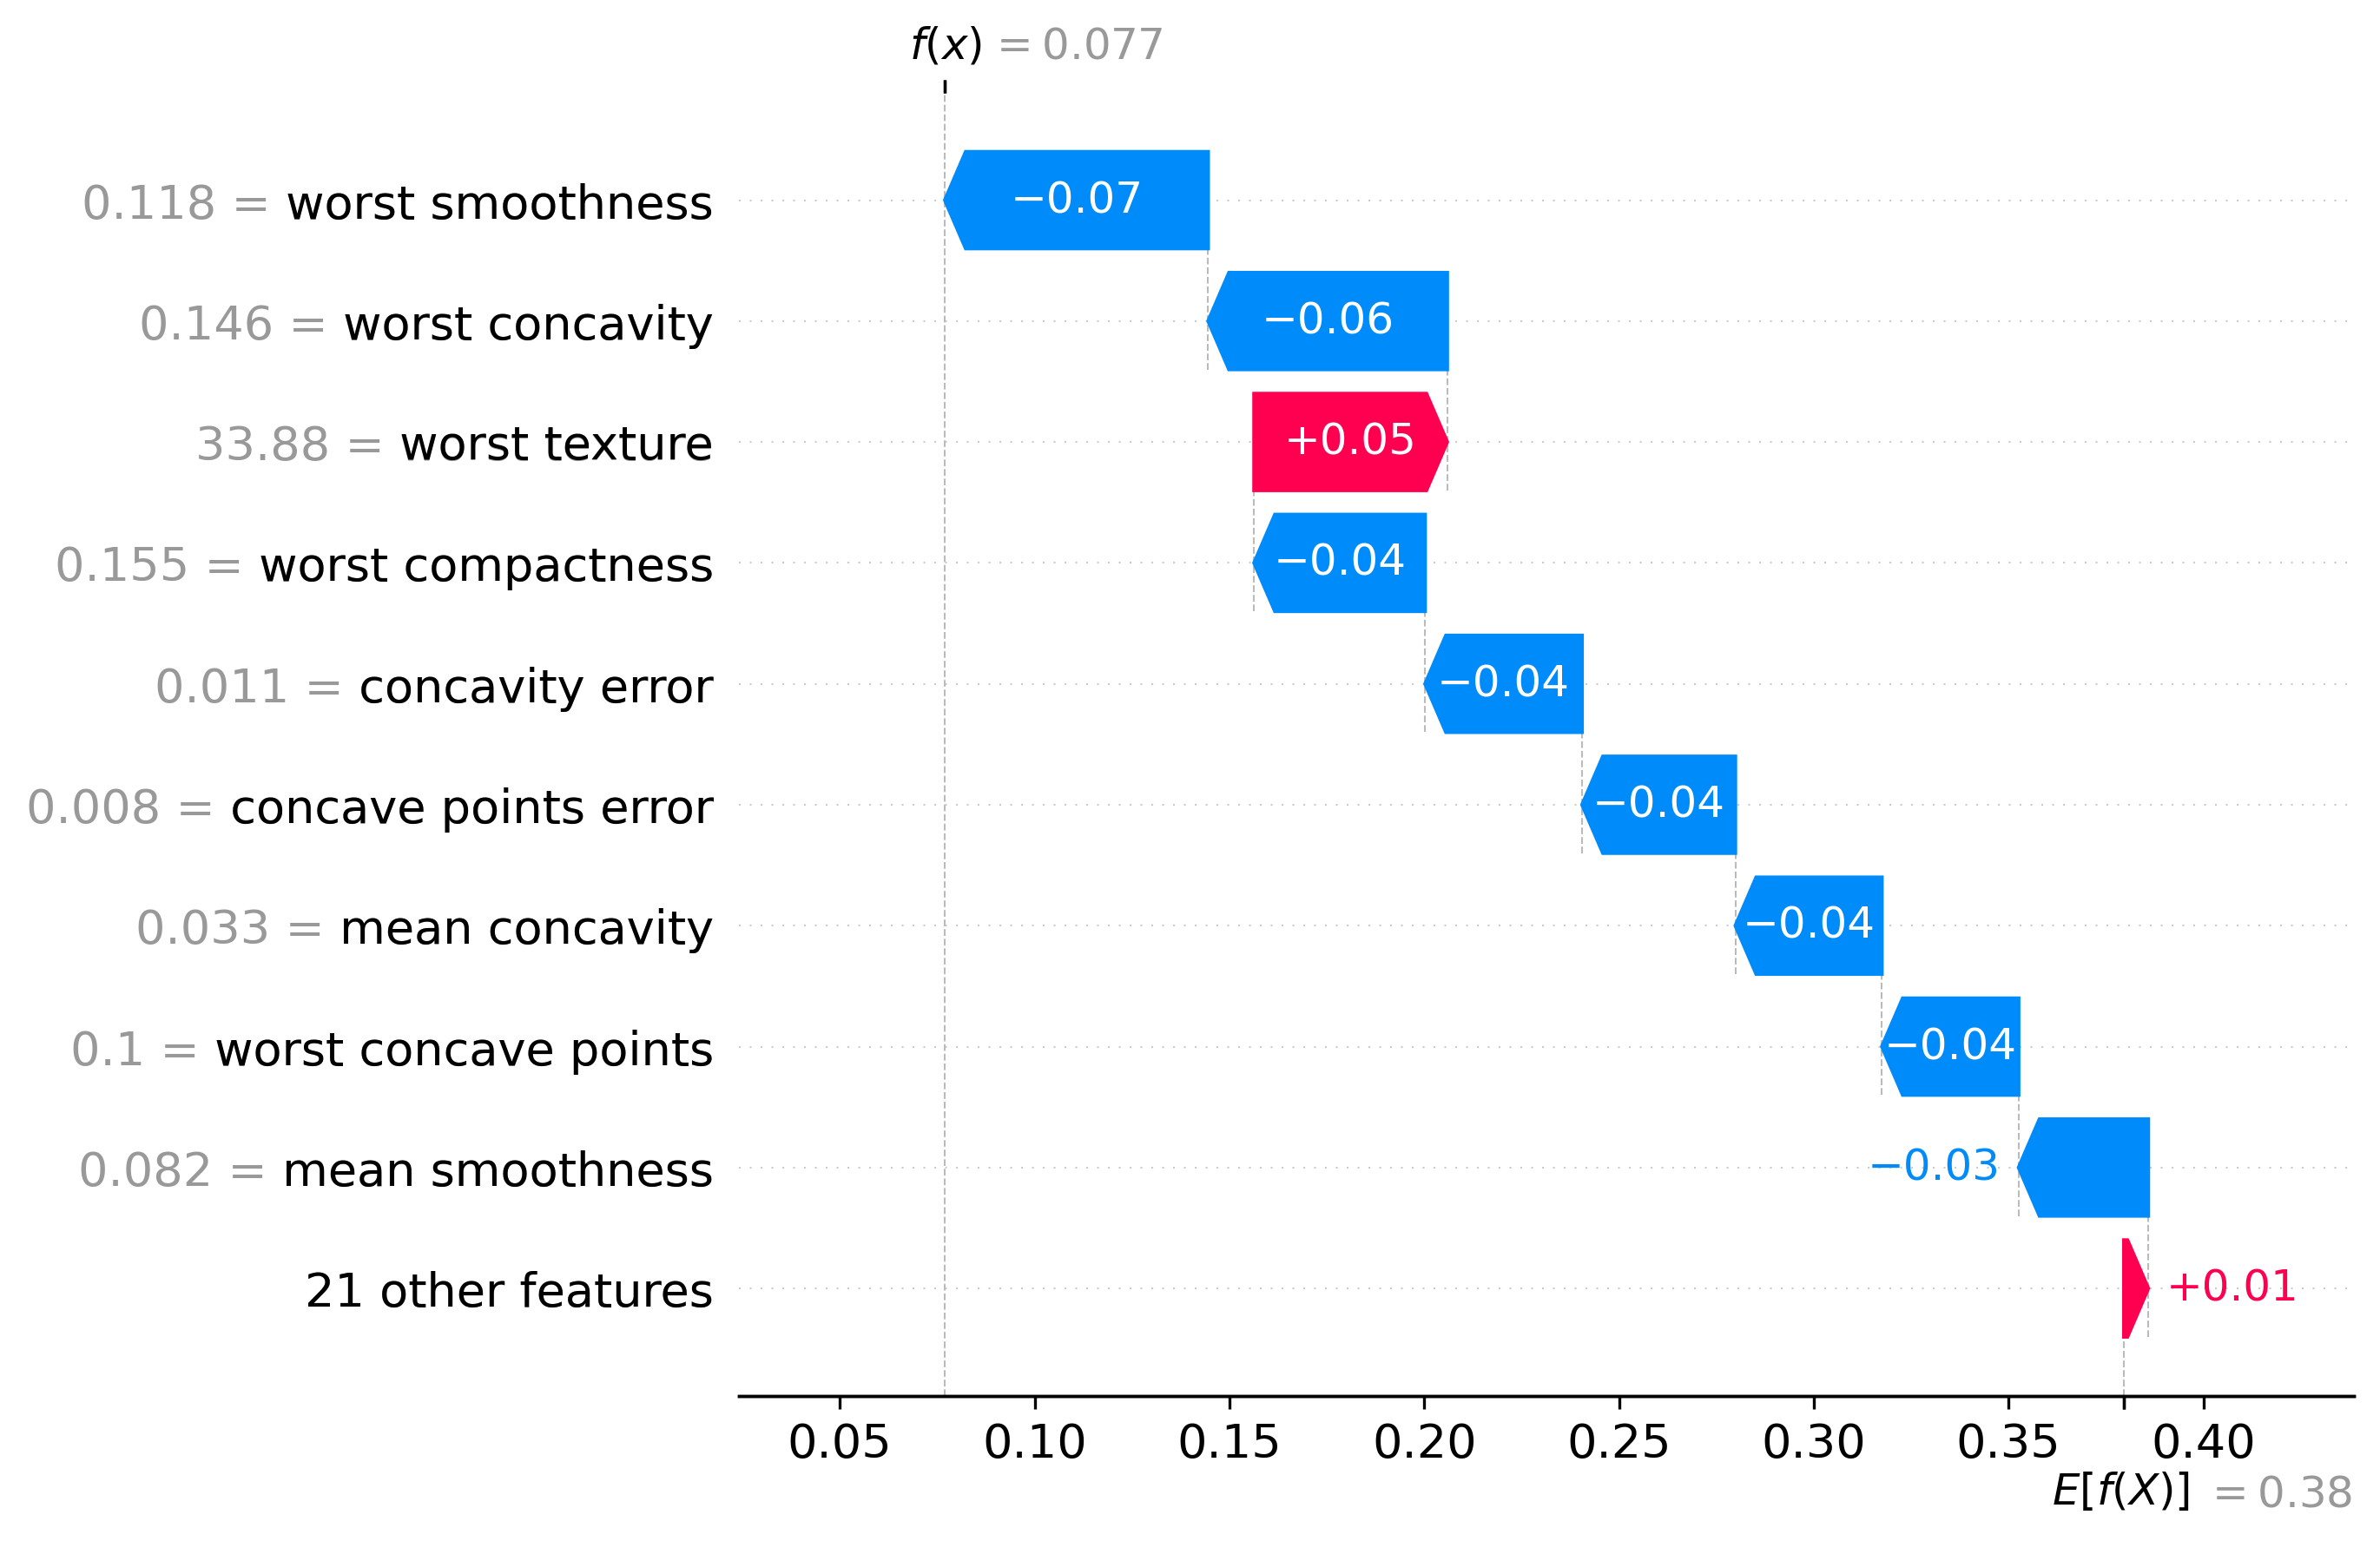 f(x) = 0.077
0.118 = worst smoothness −0.07
0.146 = worst concavity −0.06
33.88 = worst texture +0.05
0.155 = worst compactness −0.04
0.011 = concavity error −0.04
0.008 = concave points error −0.04
0.033 = mean concavity −0.04
0.1 = worst concave points −0.04
0.082 = mean smoothness −0.03
21 other features +0.01
0.05 0.10 0.15 0.20 0.25 0.30 0.35 0.40
E[f(X)] = 0.38